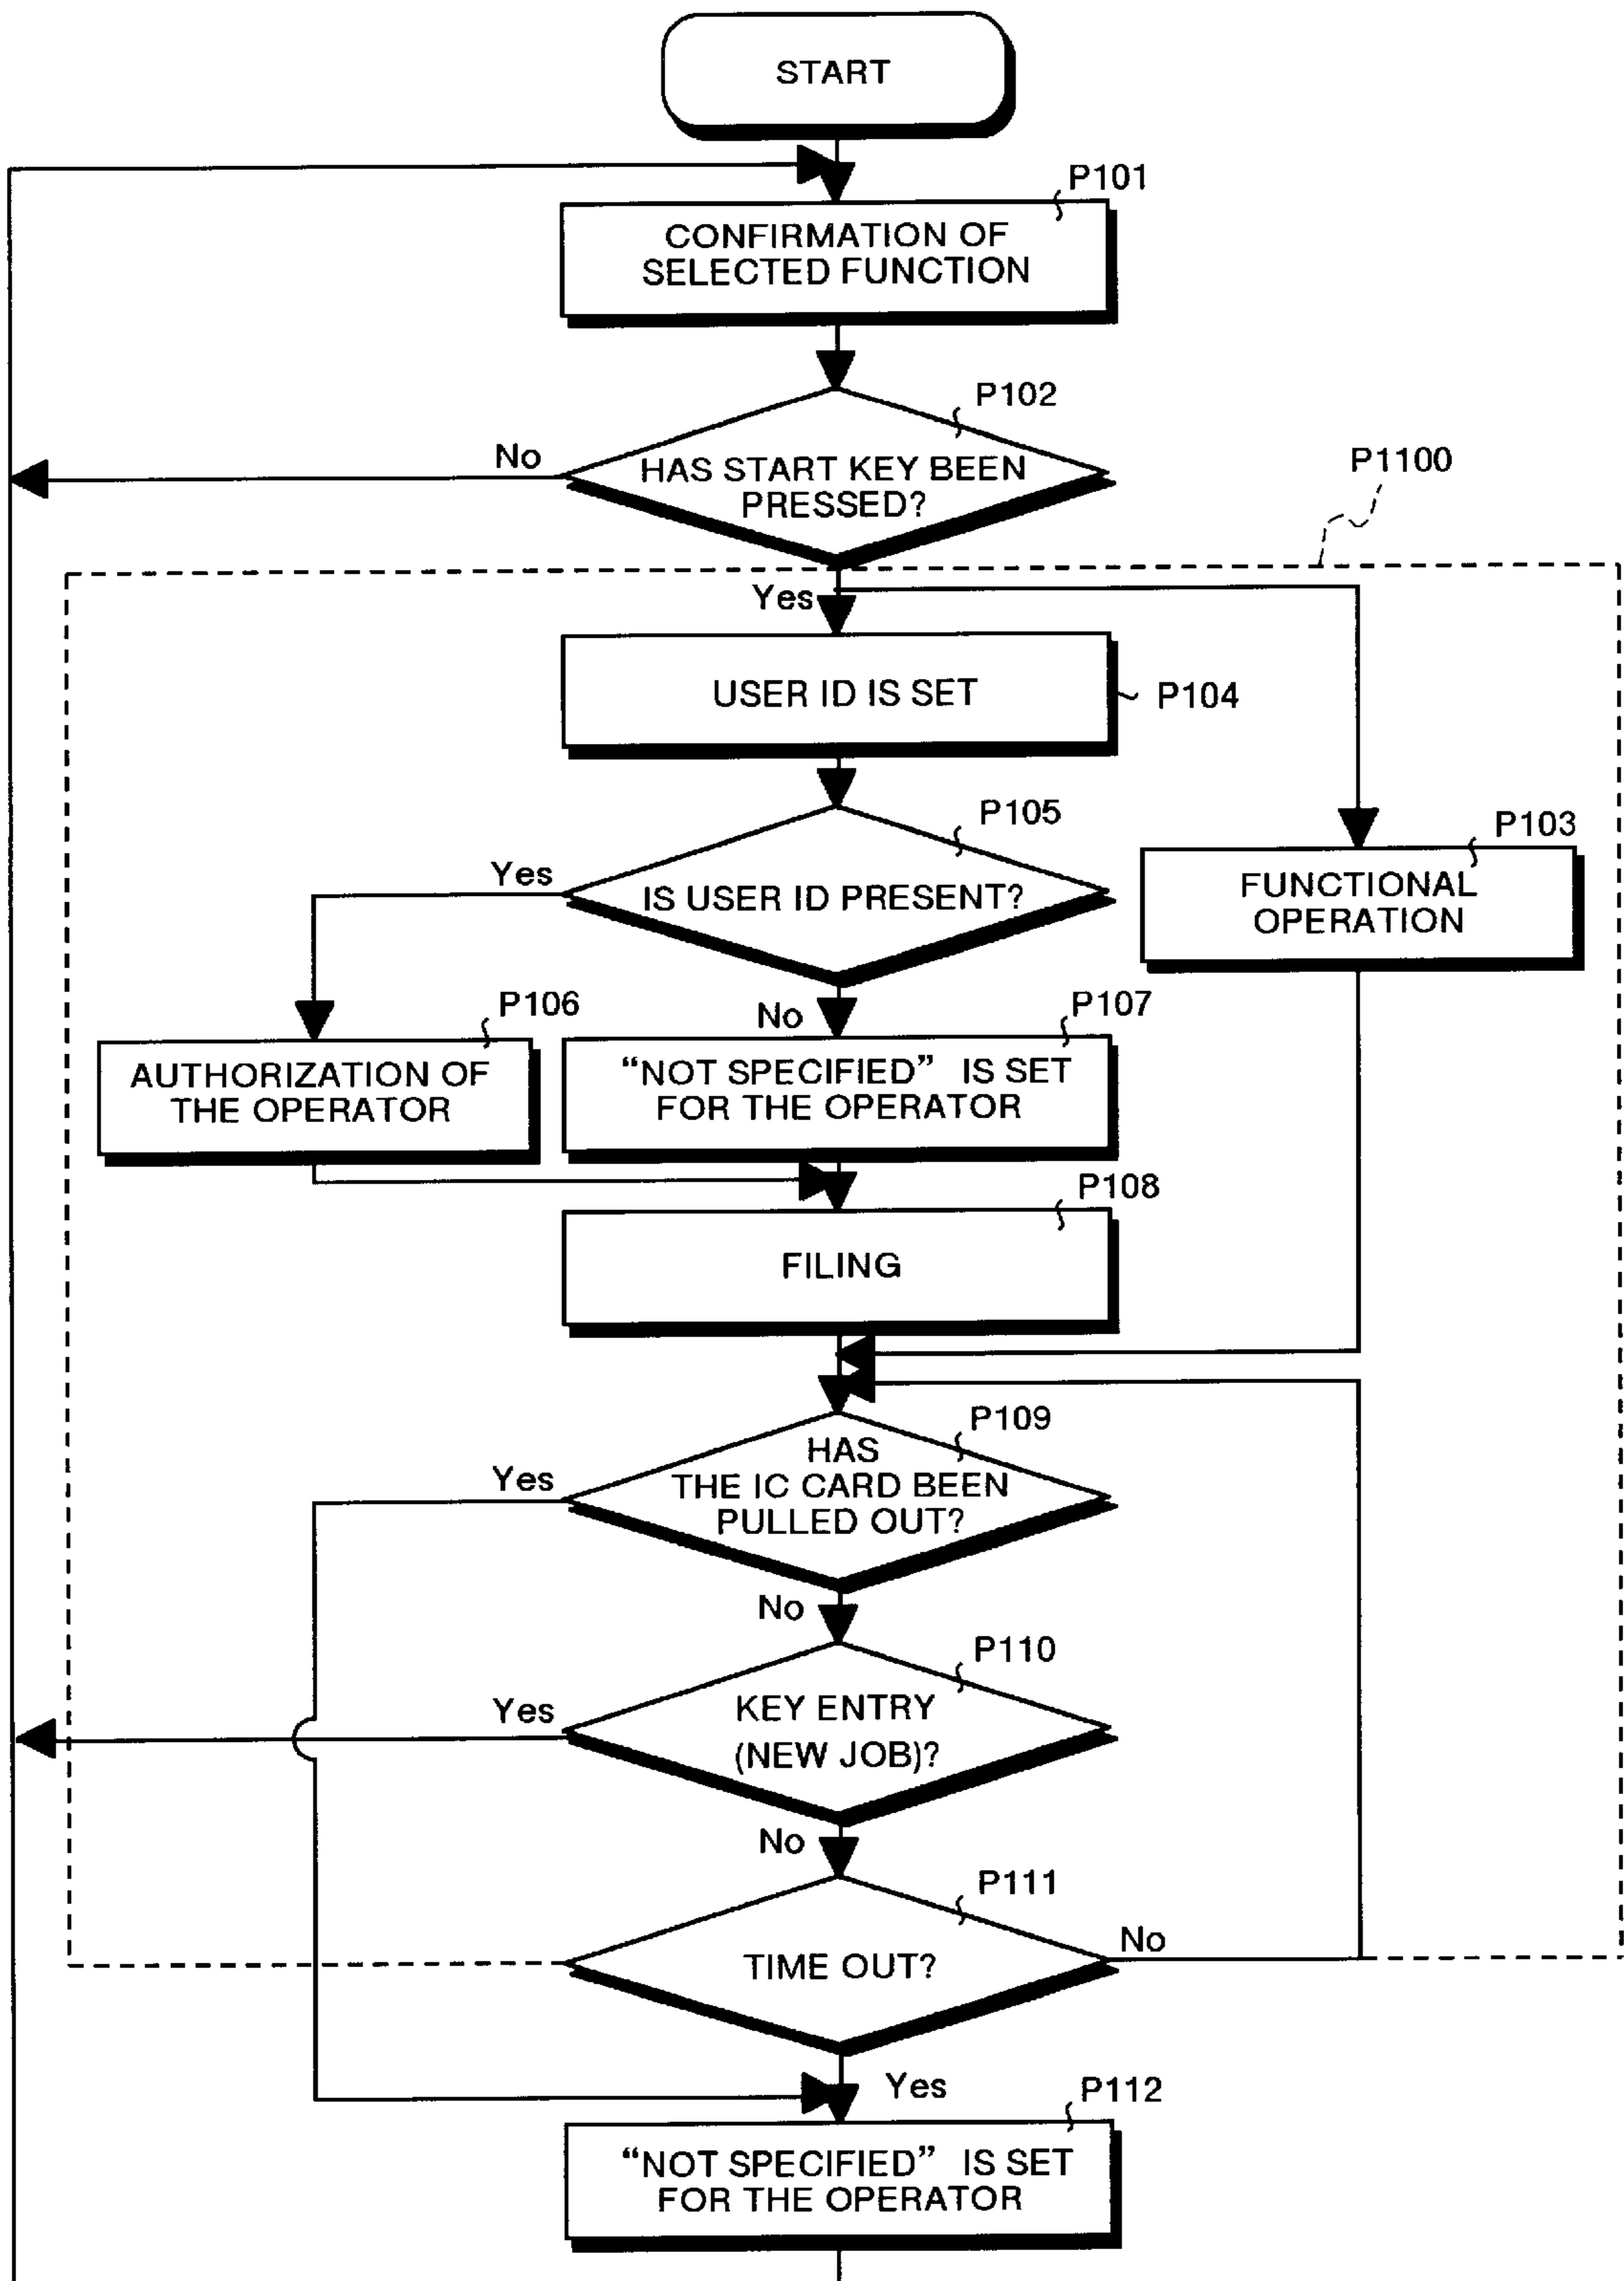 START
P101
CONFIRMATION OF
SELECTED FUNCTION
P102
No
HAS START KEY BEEN
PRESSED?
P1100
Yes
USER ID IS SET
P104
P105
Yes
IS USER ID PRESENT?
P103
FUNCTIONAL
OPERATION
P106
No
P107
AUTHORIZATION OF
THE OPERATOR
“NOT SPECIFIED” IS SET
FOR THE OPERATOR
P108
FILING
P109
Yes
HAS
THE IC CARD BEEN
PULLED OUT?
No
P110
Yes
KEY ENTRY
(NEW JOB)?
No
P111
TIME OUT?
No
Yes
P112
“NOT SPECIFIED” IS SET
FOR THE OPERATOR